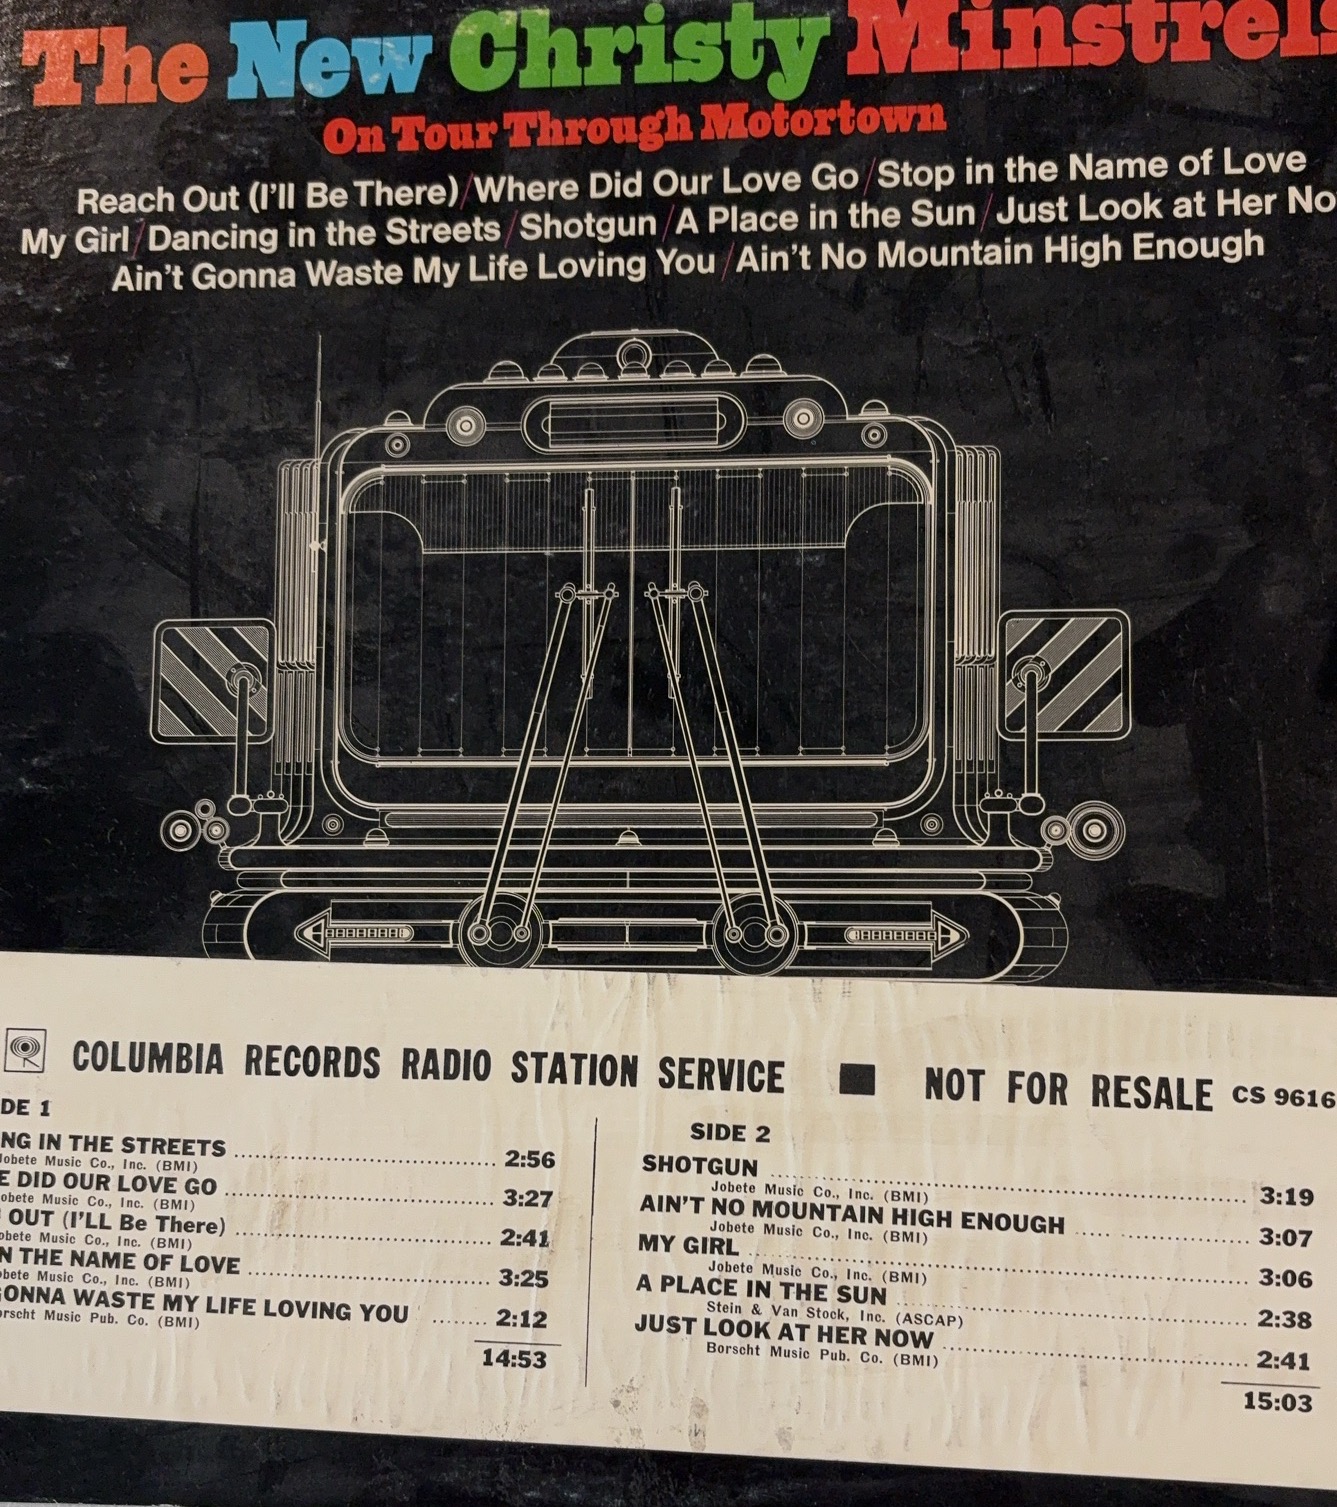 The New Christy Minstrels
On Tour Through Motortown
Reach Out (I'll Be There)/Where Did Our Love Go/Stop in the Name of Love
My Girl/Dancing in the Streets/Shotgun/A Place in the Sun/Just Look at Her No
Ain't Gonna Waste My Life Loving You/Ain't No Mountain High Enough
COLUMBIA RECORDS RADIO STATION SERVICE ■ NOT FOR RESALE CS 9616
DE 1
NG IN THE STREETS 2:56
Jobete Music Co., Inc. (BMI)
E DID OUR LOVE GO 3:27
obete Music Co., Inc. (BMI)
OUT (I'LL Be There) 2:41
obete Music Co., Inc. (BMI)
N THE NAME OF LOVE 3:25
obete Music Co., Inc. (BMI)
GONNA WASTE MY LIFE LOVING YOU 2:12
orscht Music Pub. Co. (BMI)
14:53
SIDE 2
SHOTGUN 3:19
Jobete Music Co., Inc. (BMI)
AIN'T NO MOUNTAIN HIGH ENOUGH 3:07
Jobete Music Co., Inc. (BMI)
MY GIRL 3:06
Jobete Music Co., Inc. (BMI)
A PLACE IN THE SUN 2:38
Stein & Van Stock, Inc. (ASCAP)
JUST LOOK AT HER NOW 2:41
Borscht Music Pub. Co. (BMI)
15:03